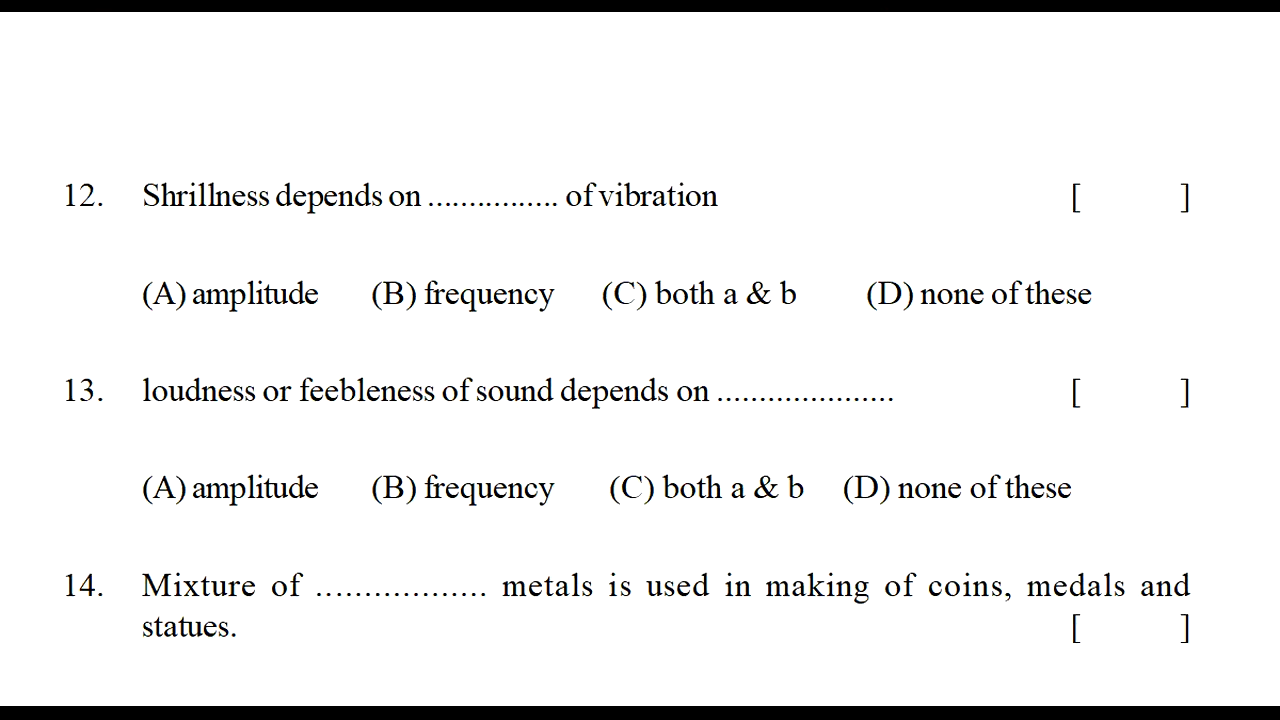 12. Shrillness depends on ................ of vibration [ ]
(A) amplitude (B) frequency (C) both a & b (D) none of these
13. loudness or feebleness of sound depends on ..................... [ ]
(A) amplitude (B) frequency (C) both a & b (D) none of these
14. Mixture of .................. metals is used in making of coins, medals and
statues. [ ]